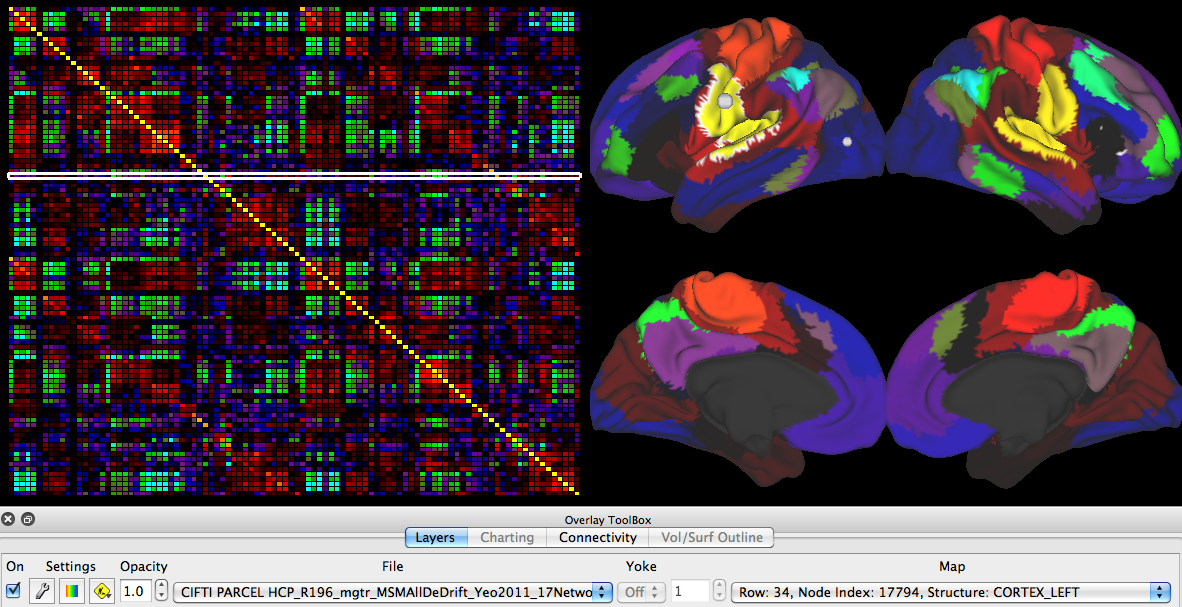 Overlay ToolBox
Layers Charting Connectivity Vol/Surf Outline
On Settings Opacity File Yoke Map
1.0 CIFTI PARCEL HCP_R196_mgtr_MSMAllDeDrift_Yeo2011_17Netwo Off 1 Row: 34, Node Index: 17794, Structure: CORTEX_LEFT